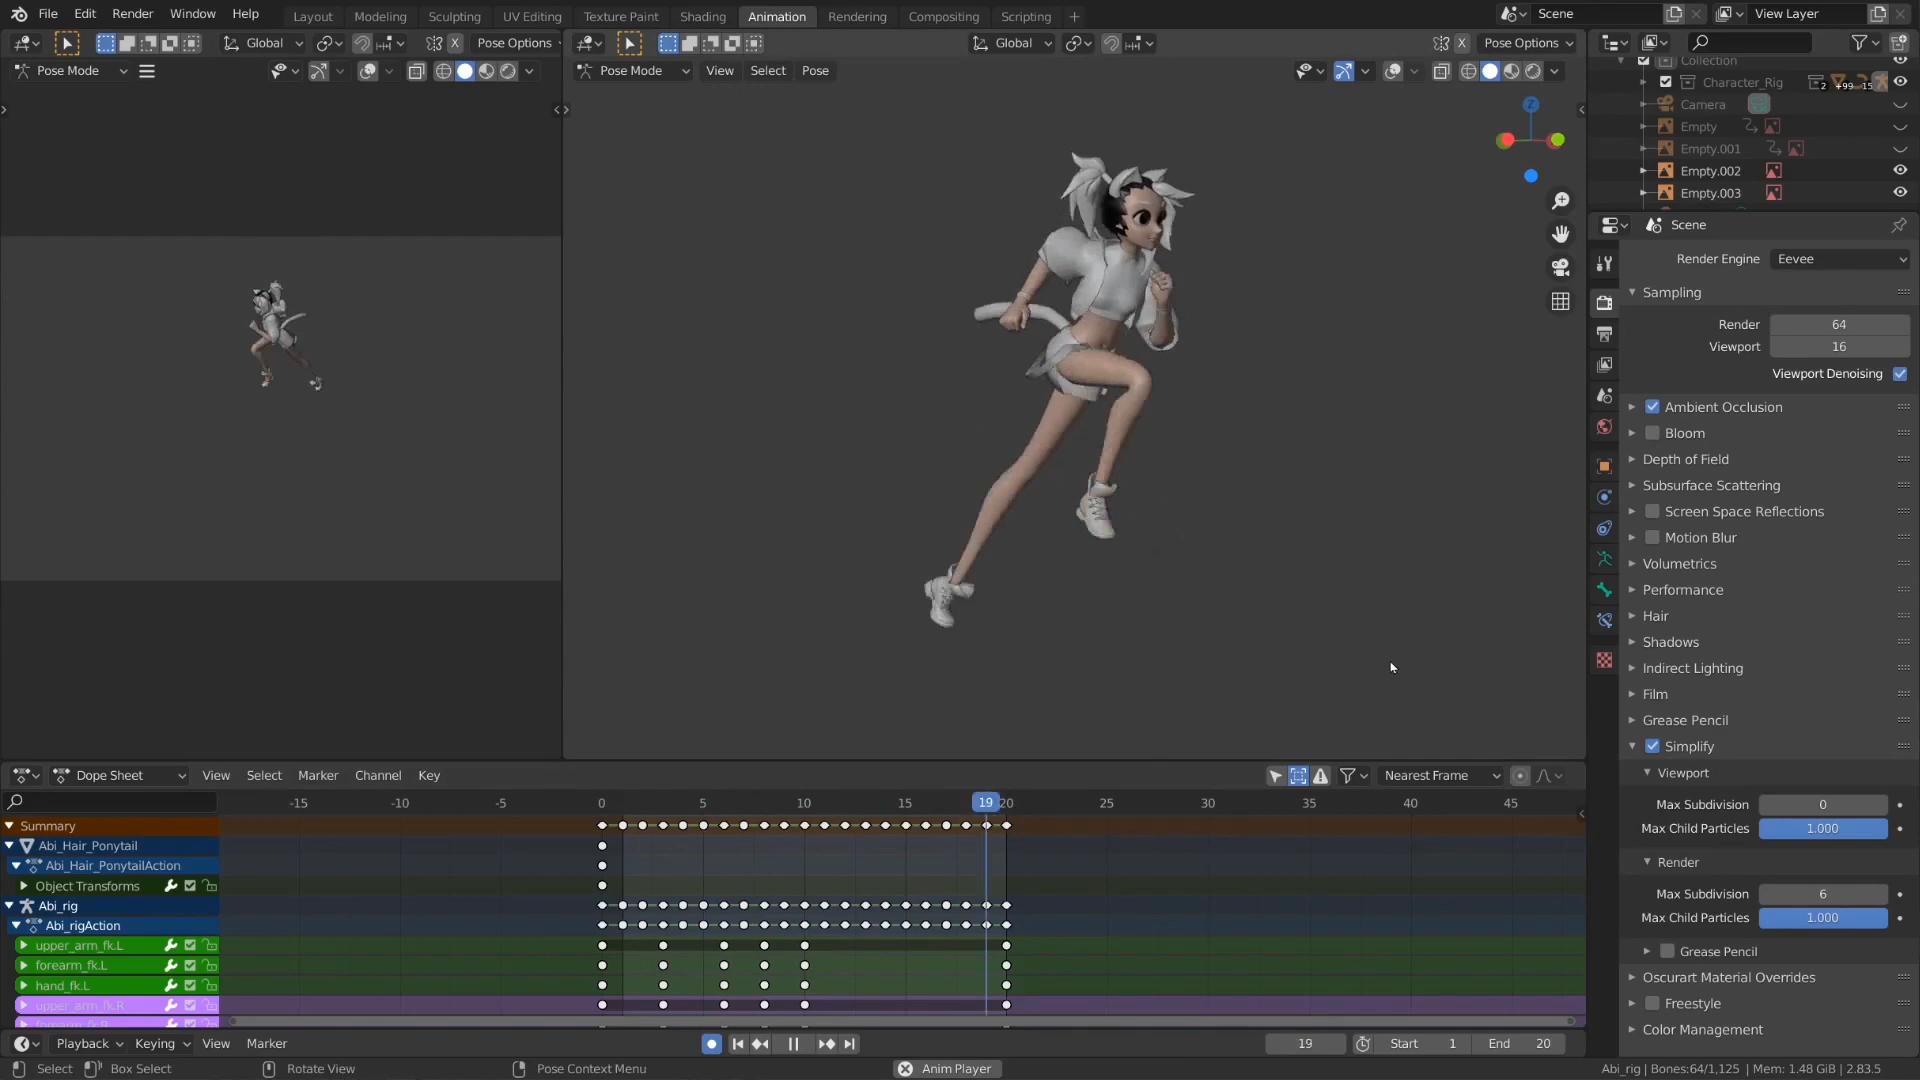 File Edit Render Window Help Layout Modeling Sculpting UV Editing Texture Paint Shading Animation Rendering Compositing Scripting + Scene View Layer
Global X Pose Options Global X Pose Options
Pose Mode Pose Mode View Select Pose
Collection
Character_Rig 2 +99 15
Camera
Empty
Empty.001
Empty.002
Empty.003
Z
Scene
Render Engine Eevee
Sampling
Render 64
Viewport 16
Viewport Denoising
Ambient Occlusion
Bloom
Depth of Field
Subsurface Scattering
Screen Space Reflections
Motion Blur
Volumetrics
Performance
Hair
Shadows
Indirect Lighting
Film
Grease Pencil
Simplify
Viewport
Max Subdivision 0
Max Child Particles 1.000
Render
Max Subdivision 6
Max Child Particles 1.000
Grease Pencil
Oscurart Material Overrides
Freestyle
Color Management
Dope Sheet View Select Marker Channel Key Nearest Frame
-15 -10 -5 0 5 10 15 19 20 25 30 35 40 45
Summary
Abi_Hair_Ponytail
Abi_Hair_PonytailAction
Object Transforms
Abi_rig
Abi_rigAction
upper_arm_fk.L
forearm_fk.L
hand_fk.L
upper_arm_fk.R
forearm_fk.R
Playback Keying View Marker 19 Start 1 End 20
Select Box Select Rotate View Pose Context Menu Anim Player Abi_rig | Bones:64/1,125 | Mem: 1.48 GiB | 2.83.5